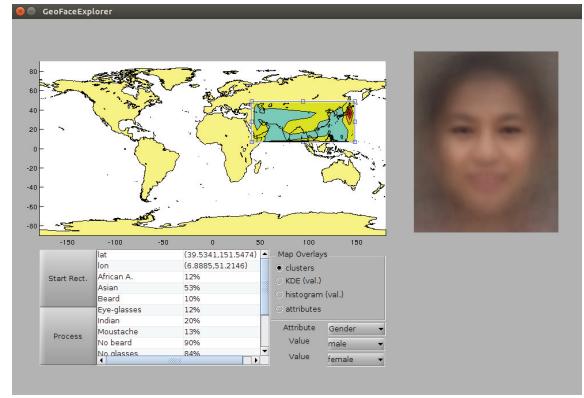 GeoFaceExplorer
80
60
40
20
0
-20
-40
-60
-80
-150 -100 -50 0 50 100 150
Start Rect.
Process
lat (39.5341,151.5474)
lon (6.8885,51.2146)
African A. 12%
Asian 53%
Beard 10%
Eye-glasses 12%
Indian 20%
Moustache 13%
No beard 90%
No glasses 84%
Map Overlays
clusters
KDE (val.)
histogram (val.)
attributes
Attribute Gender
Value male
Value female